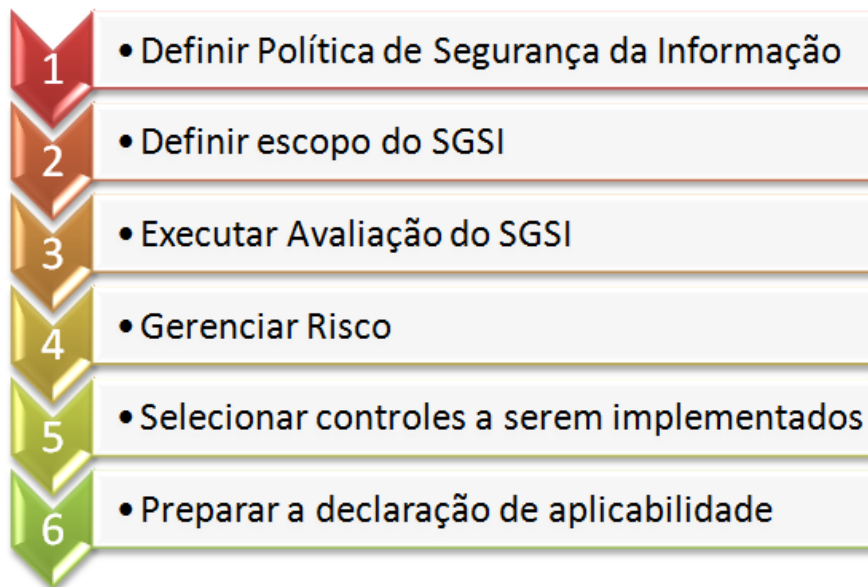 1 • Definir Política de Segurança da Informação
2 • Definir escopo do SGSI
3 • Executar Avaliação do SGSI
4 • Gerenciar Risco
5 • Selecionar controles a serem implementados
6 • Preparar a declaração de aplicabilidade